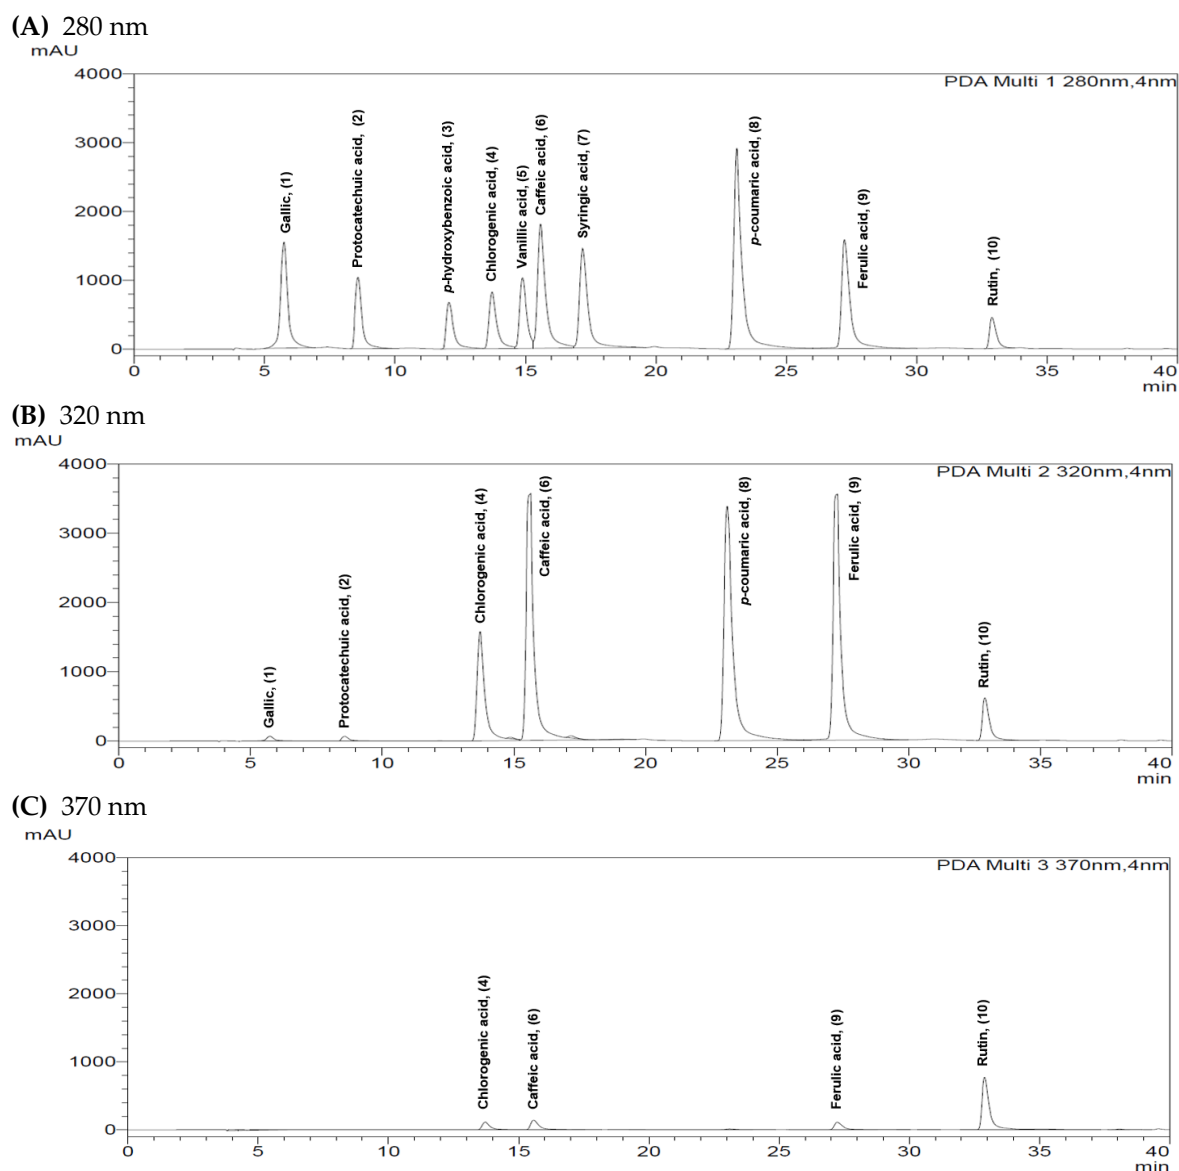 (A) 280 nm
mAU
PDA Multi 1 280nm,4nm
4000
3000
2000
1000
0
Gallic, (1)
Protocatechuic acid, (2)
p-hydroxybenzoic acid, (3)
Chlorogenic acid, (4)
Vanillic acid, (5)
Caffeic acid, (6)
Syringic acid, (7)
p-coumaric acid, (8)
Ferulic acid, (9)
Rutin, (10)
0 5 10 15 20 25 30 35 40
min
(B) 320 nm
mAU
PDA Multi 2 320nm,4nm
4000
3000
2000
1000
0
Gallic, (1)
Protocatechuic acid, (2)
Chlorogenic acid, (4)
Caffeic acid, (6)
p-coumaric acid, (8)
Ferulic acid, (9)
Rutin, (10)
0 5 10 15 20 25 30 35 40
min
(C) 370 nm
mAU
PDA Multi 3 370nm,4nm
4000
3000
2000
1000
0
Chlorogenic acid, (4)
Caffeic acid, (6)
Ferulic acid, (9)
Rutin, (10)
0 5 10 15 20 25 30 35 40
min